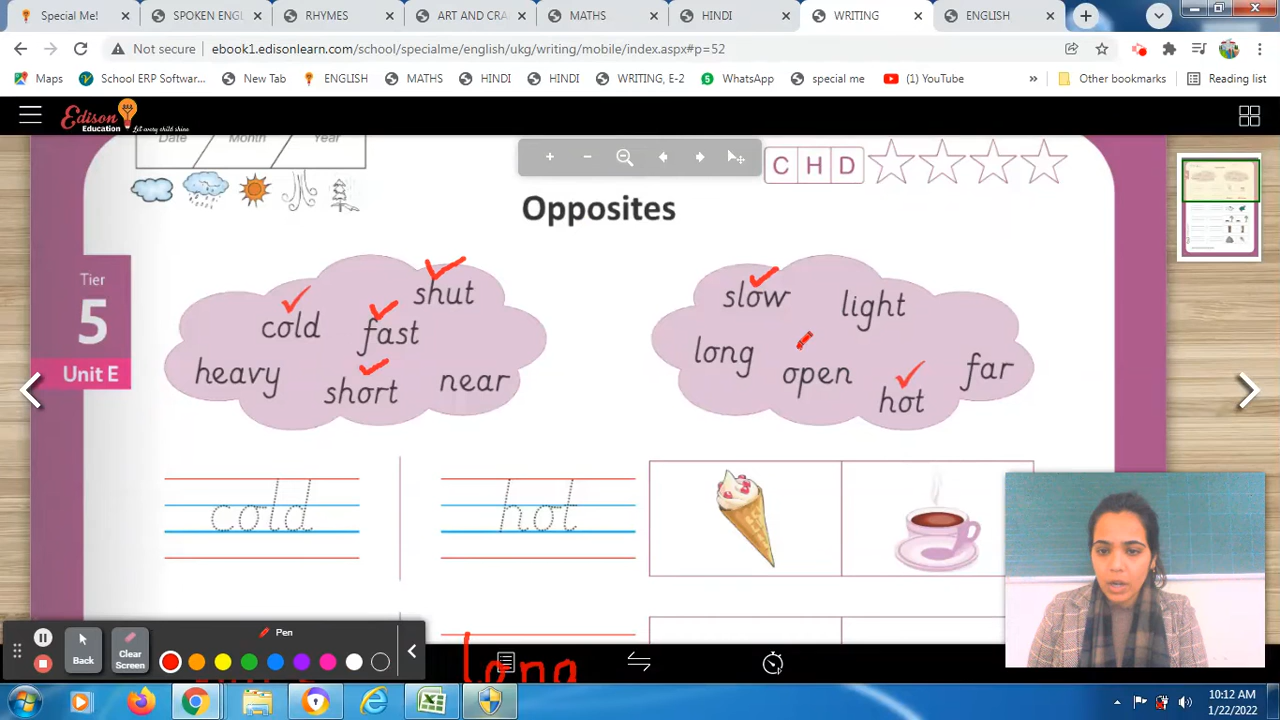 Special Me!
SPOKEN ENGL
RHYMES
ART AND CRA
MATHS
HINDI
WRITING
ENGLISH
Not secure ebook1.edisonlearn.com/school/specialme/english/ukg/writing/mobile/index.aspx#p=52
Maps School ERP Softwar... New Tab ENGLISH MATHS HINDI HINDI WRITING, E-2 WhatsApp special me (1) YouTube » Other bookmarks Reading list
Edison
Education Let every child shine
Date Month Year
C H D
Opposites
Tier
5
Unit E
shut
cold fast
heavy short near
slow light
long open far
hot
cold hot
long
Pen
Back
Clear Screen
10:12 AM
1/22/2022